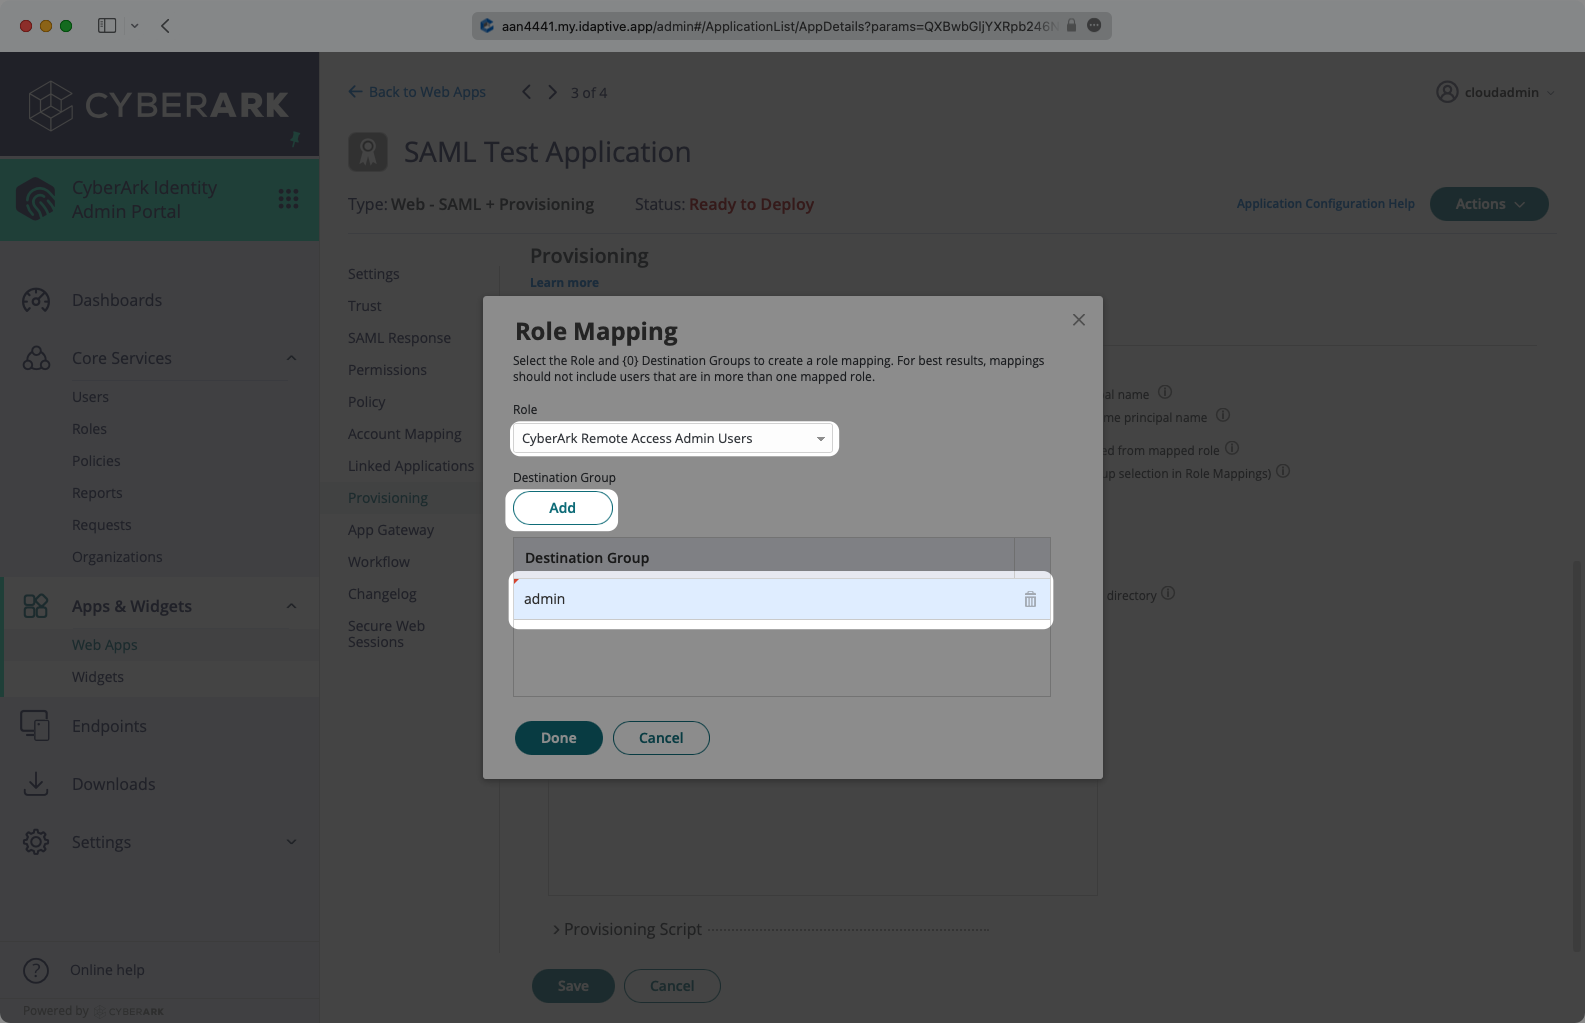 aan4441.my.idaptive.app/admin#/ApplicationList/AppDetails?params=QXBwbGljYXRpb246N
CYBERARK
CyberArk Identity
Admin Portal
Dashboards
Core Services
Users
Roles
Policies
Reports
Requests
Organizations
Apps & Widgets
Web Apps
Widgets
Endpoints
Downloads
Settings
Online help
Powered by CYBERARK
Back to Web Apps
3 of 4
cloudadmin
SAML Test Application
Type: Web - SAML + Provisioning
Status: Ready to Deploy
Application Configuration Help
Actions
Settings
Trust
SAML Response
Permissions
Policy
Account Mapping
Linked Applications
Provisioning
App Gateway
Workflow
Changelog
Secure Web
Sessions
Provisioning
Learn more
Role Mapping
Select the Role and {0} Destination Groups to create a role mapping. For best results, mappings
should not include users that are in more than one mapped role.
Role
CyberArk Remote Access Admin Users
Destination Group
Add
Destination Group
admin
Done
Cancel
al name
me principal name
d from mapped role
up selection in Role Mappings)
directory
Provisioning Script
Save
Cancel